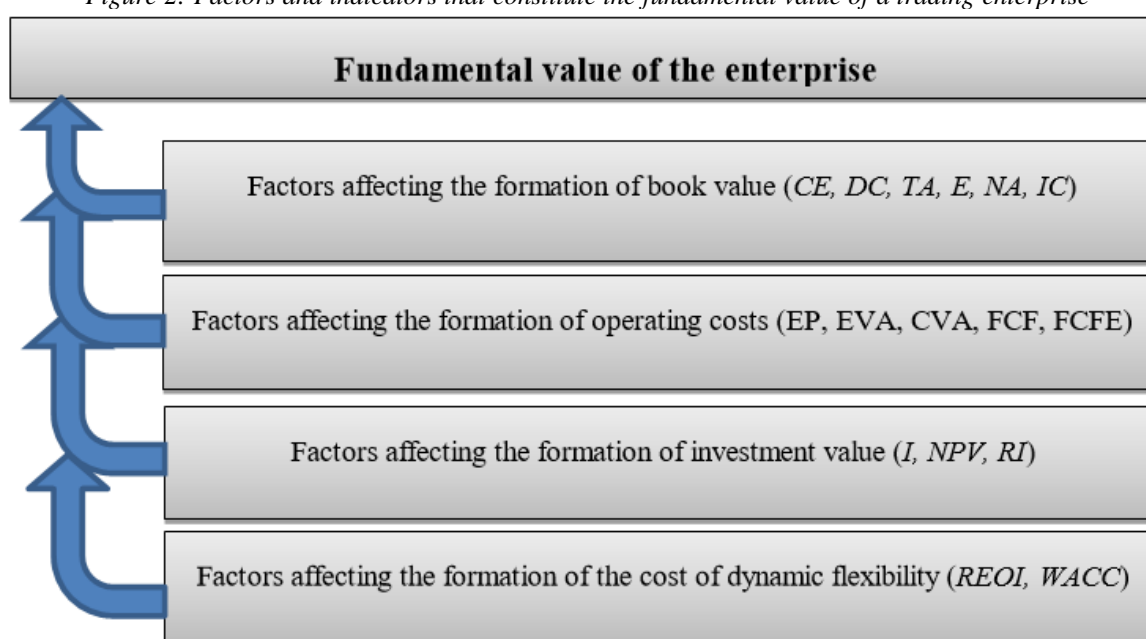 Figure 2: Factors and indicators that constitute the fundamental value of a trading enterprise
Fundamental value of the enterprise
Factors affecting the formation of book value (CE, DC, TA, E, NA, IC)
Factors affecting the formation of operating costs (EP, EVA, CVA, FCF, FCFE)
Factors affecting the formation of investment value (I, NPV, RI)
Factors affecting the formation of the cost of dynamic flexibility (REOI, WACC)